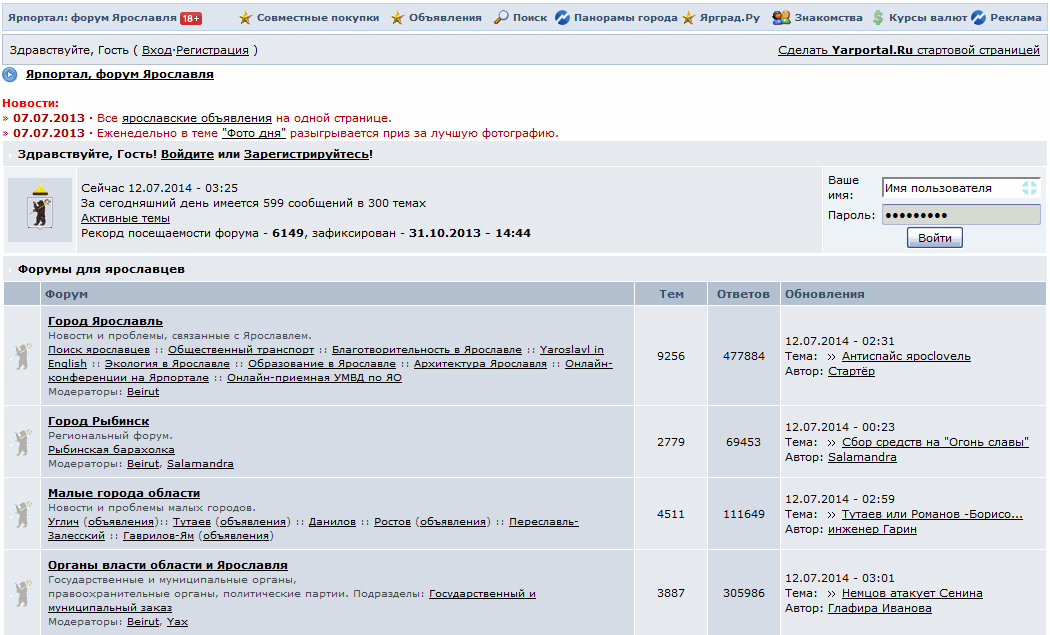 Ярпортал: форум Ярославля 18+ Совместные покупки Объявления Поиск Панорамы города Ярград.Ру Знакомства Курсы валют Реклама
Здравствуйте, Гость ( Вход·Регистрация ) Сделать Yarportal.Ru стартовой страницей
Ярпортал, форум Ярославля
Новости:
» 07.07.2013 · Все ярославские объявления на одной странице.
» 07.07.2013 · Еженедельно в теме "Фото дня" разыгрывается приз за лучшую фотографию.
Здравствуйте, Гость! Войдите или Зарегистрируйтесь!
Сейчас 12.07.2014 - 03:25
За сегодняшний день имеется 599 сообщений в 300 темах
Активные темы
Рекорд посещаемости форума - 6149, зафиксирован - 31.10.2013 - 14:44
Ваше
имя: Имя пользователя
Пароль: •••••••••
Войти
Форумы для ярославцев
Форум Тем Ответов Обновления
Город Ярославль
Новости и проблемы, связанные с Ярославлем.
Поиск ярославцев :: Общественный транспорт :: Благотворительность в Ярославле :: Yaroslavl in
English :: Экология в Ярославле :: Образование в Ярославле :: Архитектура Ярославля :: Онлайн-
конференции на Ярпортале :: Онлайн-приемная УМВД по ЯО
Модераторы: Beirut
9256 477884
12.07.2014 - 02:31
Тема: » Антиспайс яросlovель
Автор: Стартёр
Город Рыбинск
Региональный форум.
Рыбинская барахолка
Модераторы: Beirut, Salamandra
2779 69453
12.07.2014 - 00:23
Тема: » Сбор средств на "Огонь славы"
Автор: Salamandra
Малые города области
Новости и проблемы малых городов.
Углич (объявления):: Тутаев (объявления) :: Данилов :: Ростов (объявления) :: Переславль-
Залесский :: Гаврилов-Ям (объявления)
4511 111649
12.07.2014 - 02:59
Тема: » Тутаев или Романов -Борисо...
Автор: инженер Гарин
Органы власти области и Ярославля
Государственные и муниципальные органы,
правоохранительные органы, политические партии. Подразделы: Государственный и
муниципальный заказ
Модераторы: Beirut, Yax
3887 305986
12.07.2014 - 03:01
Тема: » Немцов атакует Сенина
Автор: Глафира Иванова